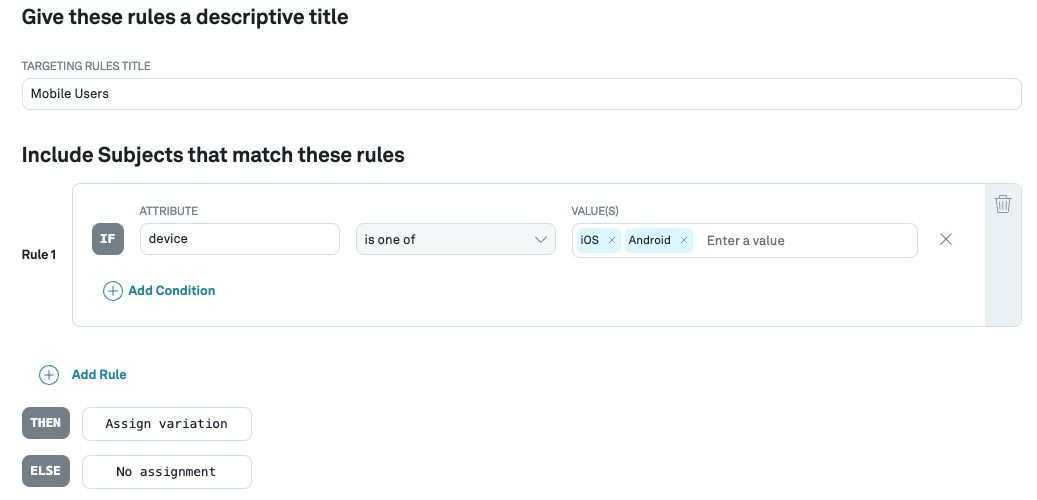 Give these rules a descriptive title
TARGETING RULES TITLE
Mobile Users
Include Subjects that match these rules
ATTRIBUTE VALUE(S)
IF device is one of iOS × Android × Enter a value
Rule 1
Add Condition
Add Rule
THEN Assign variation
ELSE No assignment